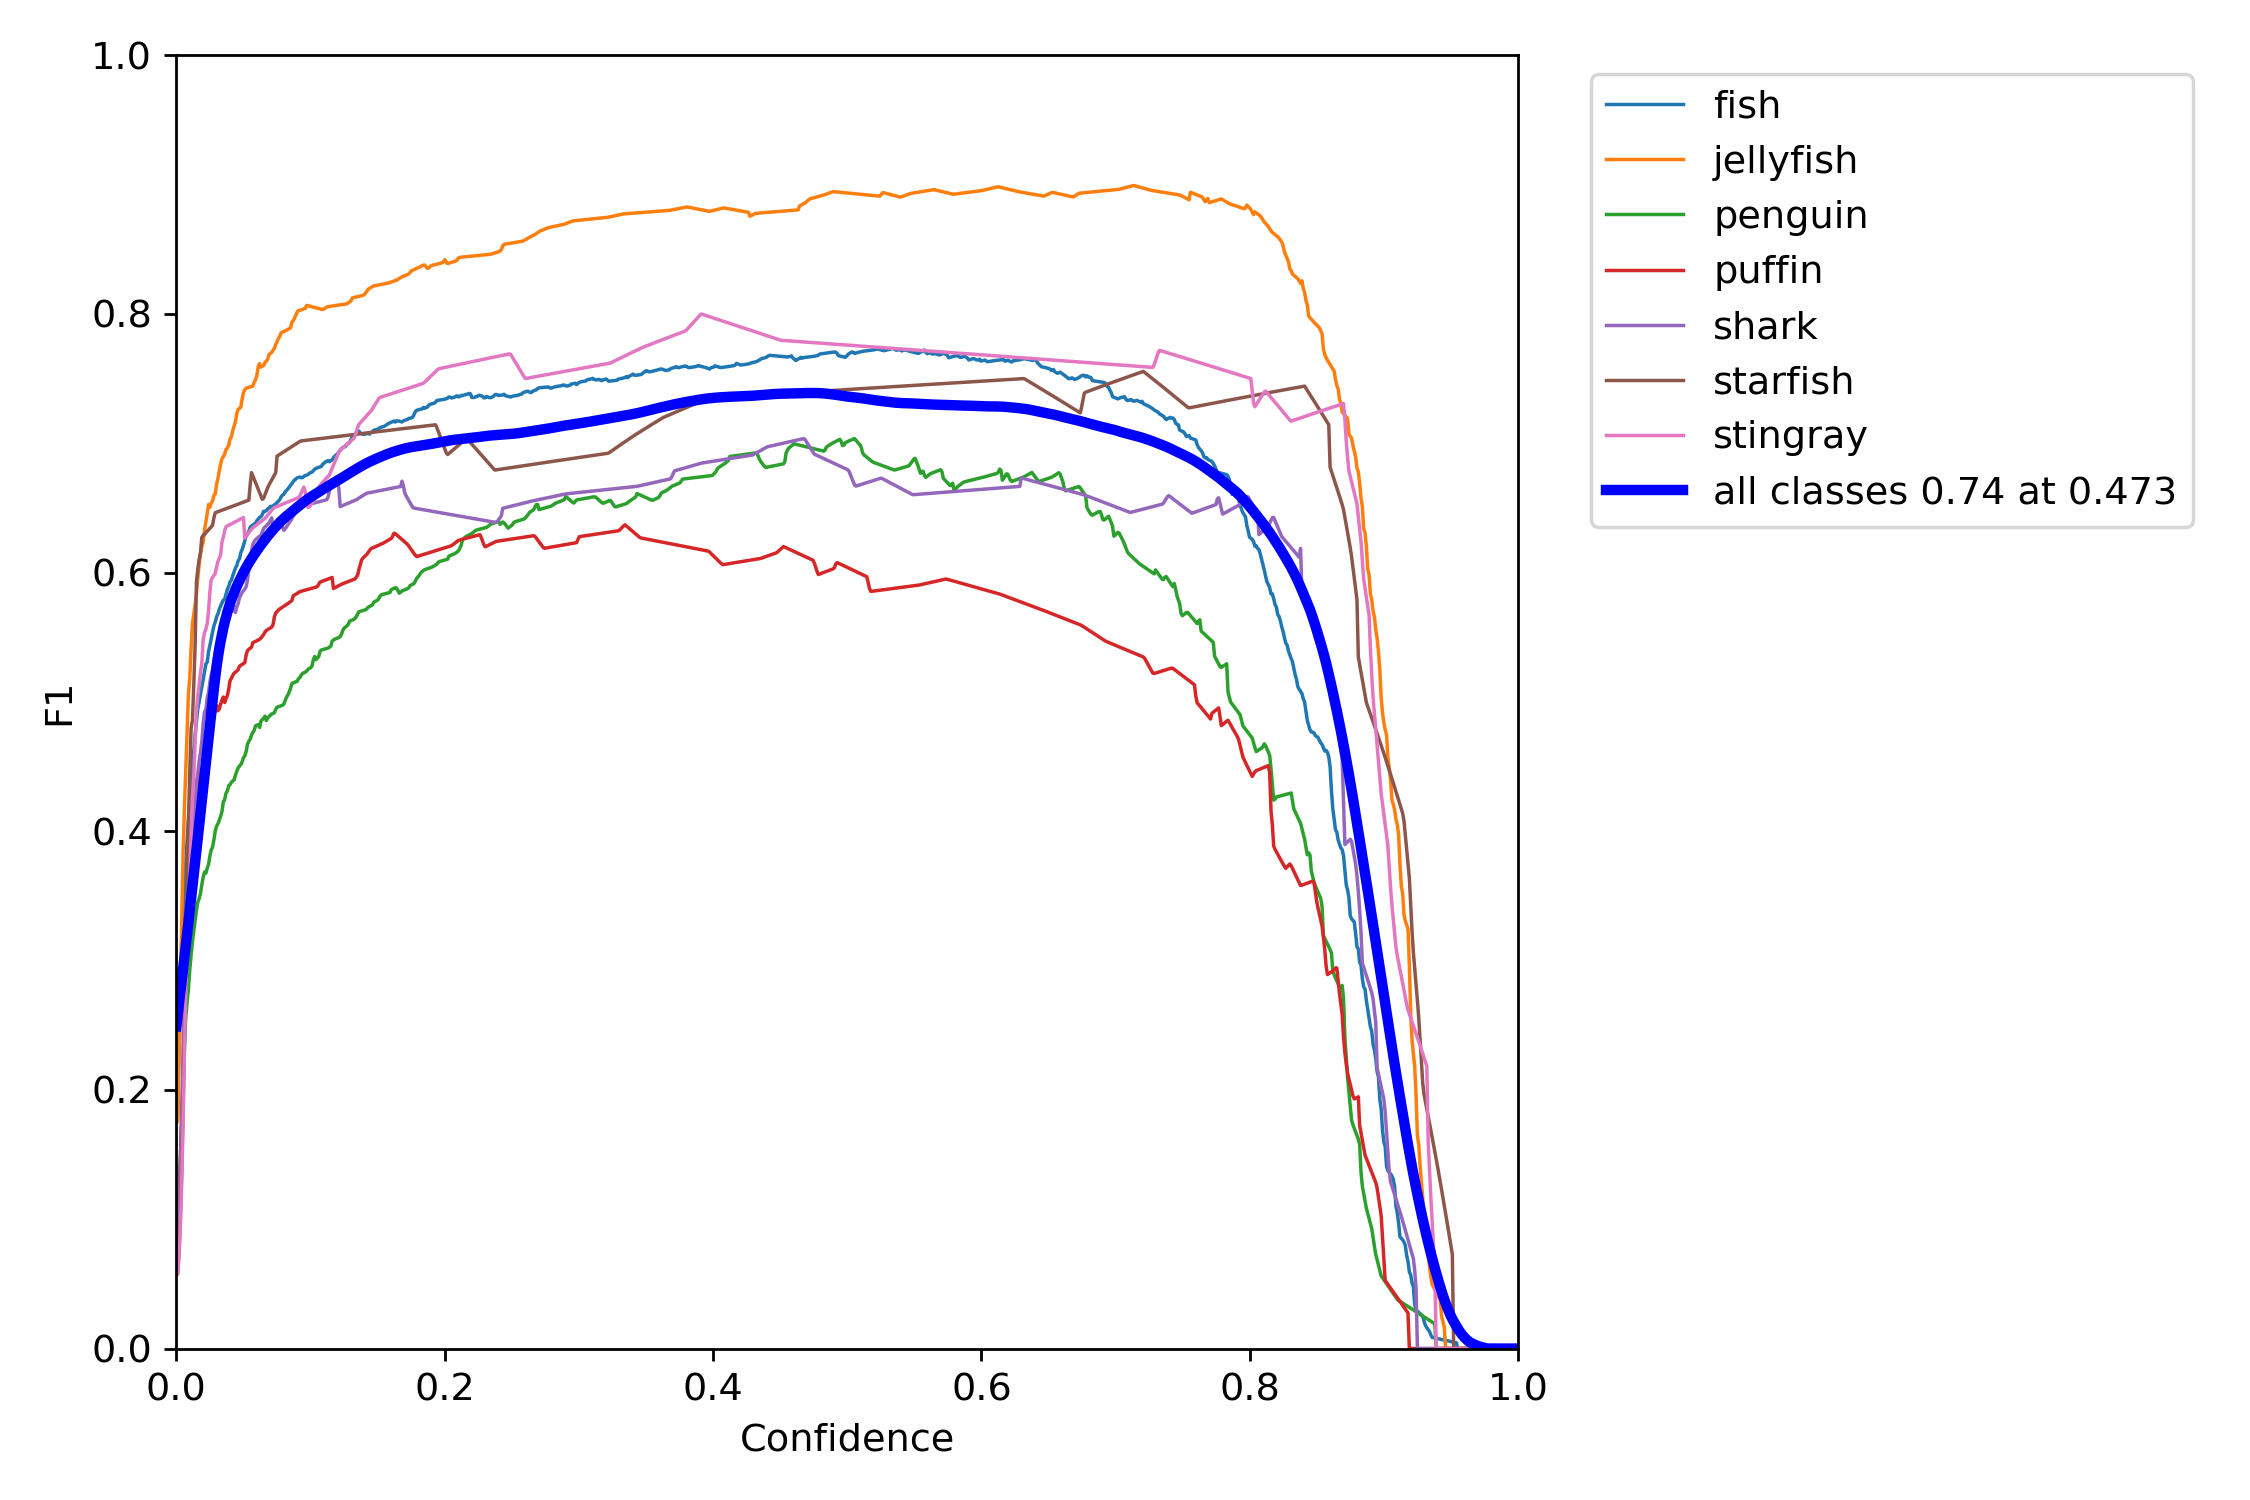 1.0
0.8
0.6
0.4
0.2
0.0
F1
0.0 0.2 0.4 0.6 0.8 1.0
Confidence
fish
jellyfish
penguin
puffin
shark
starfish
stingray
all classes 0.74 at 0.473